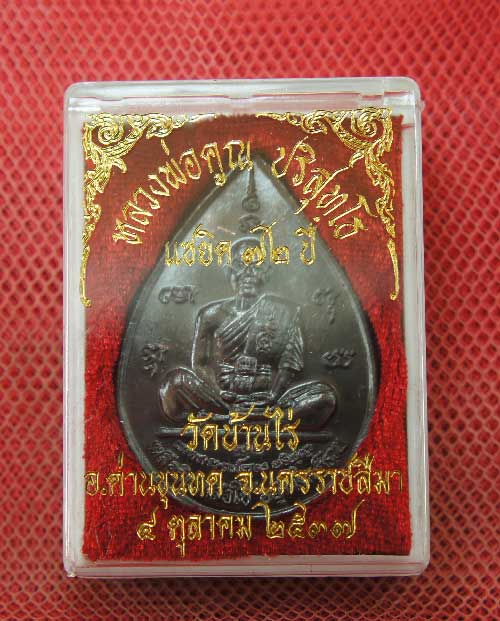 หลวงพ่อคูณ ปริสุทโธ
แซยิด ๗๒ ปี
วัดบ้านไร่
อ.ด่านขุนทด จ.นครราชสีมา
๔ ตุลาคม ๒๕๓๗